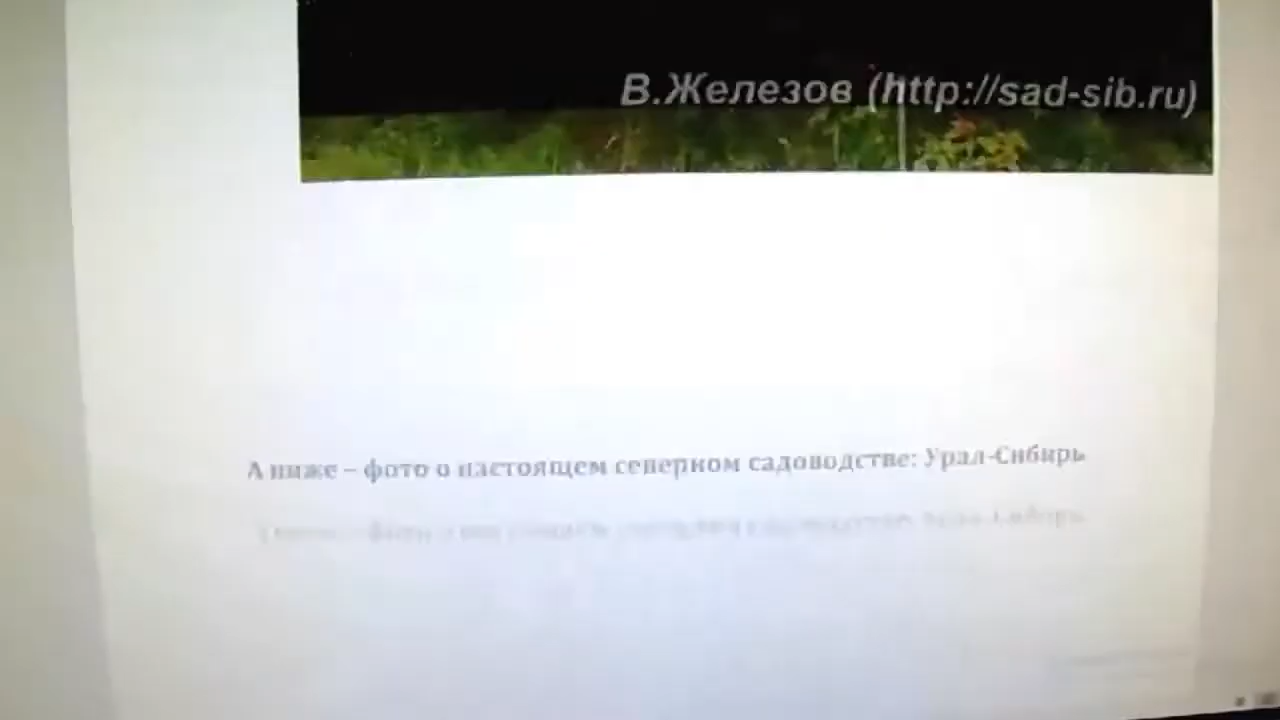 В.Железов (http://sad-sib.ru)
А ниже – фото о настоящем северном садоводстве: Урал-Сибирь